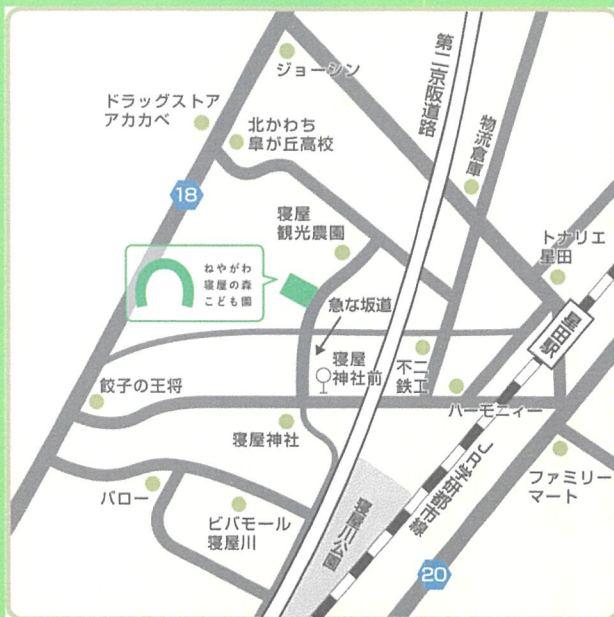 ジョーシン
第二京阪道路
ドラッグストア
アカカベ
北かわち
皐が丘高校
物流倉庫
18
寝屋
観光農園
トナリエ
星田
ねやがわ
寝屋の森
こども園
急な坂道
星田駅
寝屋
神社前
不二
鉄工
餃子の王将
ハーモニィー
寝屋神社
JR学研都市線
ファミリー
マート
バロー
ビバモール
寝屋川
寝屋川公園
20